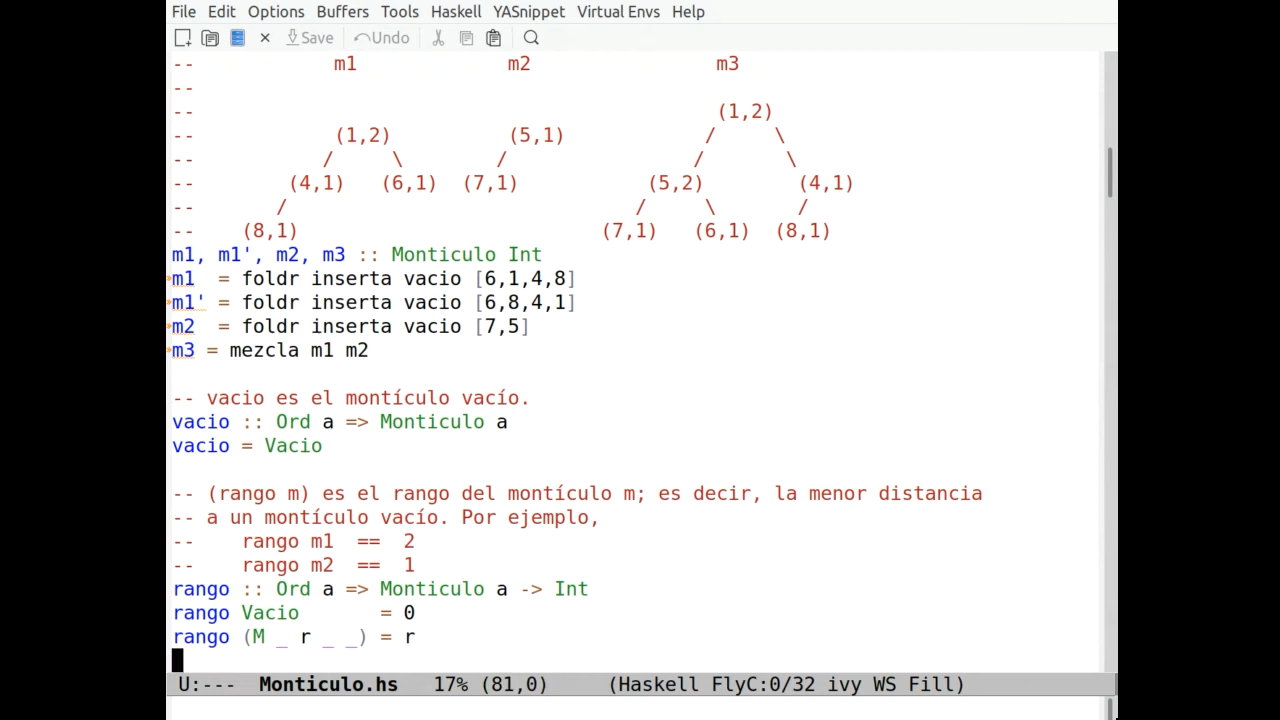 File Edit Options Buffers Tools Haskell YASnippet Virtual Envs Help
Save Undo
--            m1             m2                m3
--
--                                             (1,2)
--            (1,2)          (5,1)            /     \
--           /     \        /                /       \
--        (4,1)   (6,1)  (7,1)           (5,2)        (4,1)
--       /                              /     \       /
--    (8,1)                          (7,1)   (6,1)  (8,1)
m1, m1', m2, m3 :: Monticulo Int
m1  = foldr inserta vacio [6,1,4,8]
m1' = foldr inserta vacio [6,8,4,1]
m2  = foldr inserta vacio [7,5]
m3 = mezcla m1 m2
-- vacio es el montículo vacío.
vacio :: Ord a => Monticulo a
vacio = Vacio
-- (rango m) es el rango del montículo m; es decir, la menor distancia
-- a un montículo vacío. Por ejemplo,
--    rango m1  ==  2
--    rango m2  ==  1
rango :: Ord a => Monticulo a -> Int
rango Vacio       = 0
rango (M _ r _ _) = r
U:---  Monticulo.hs   17% (81,0)    (Haskell FlyC:0/32 ivy WS Fill)